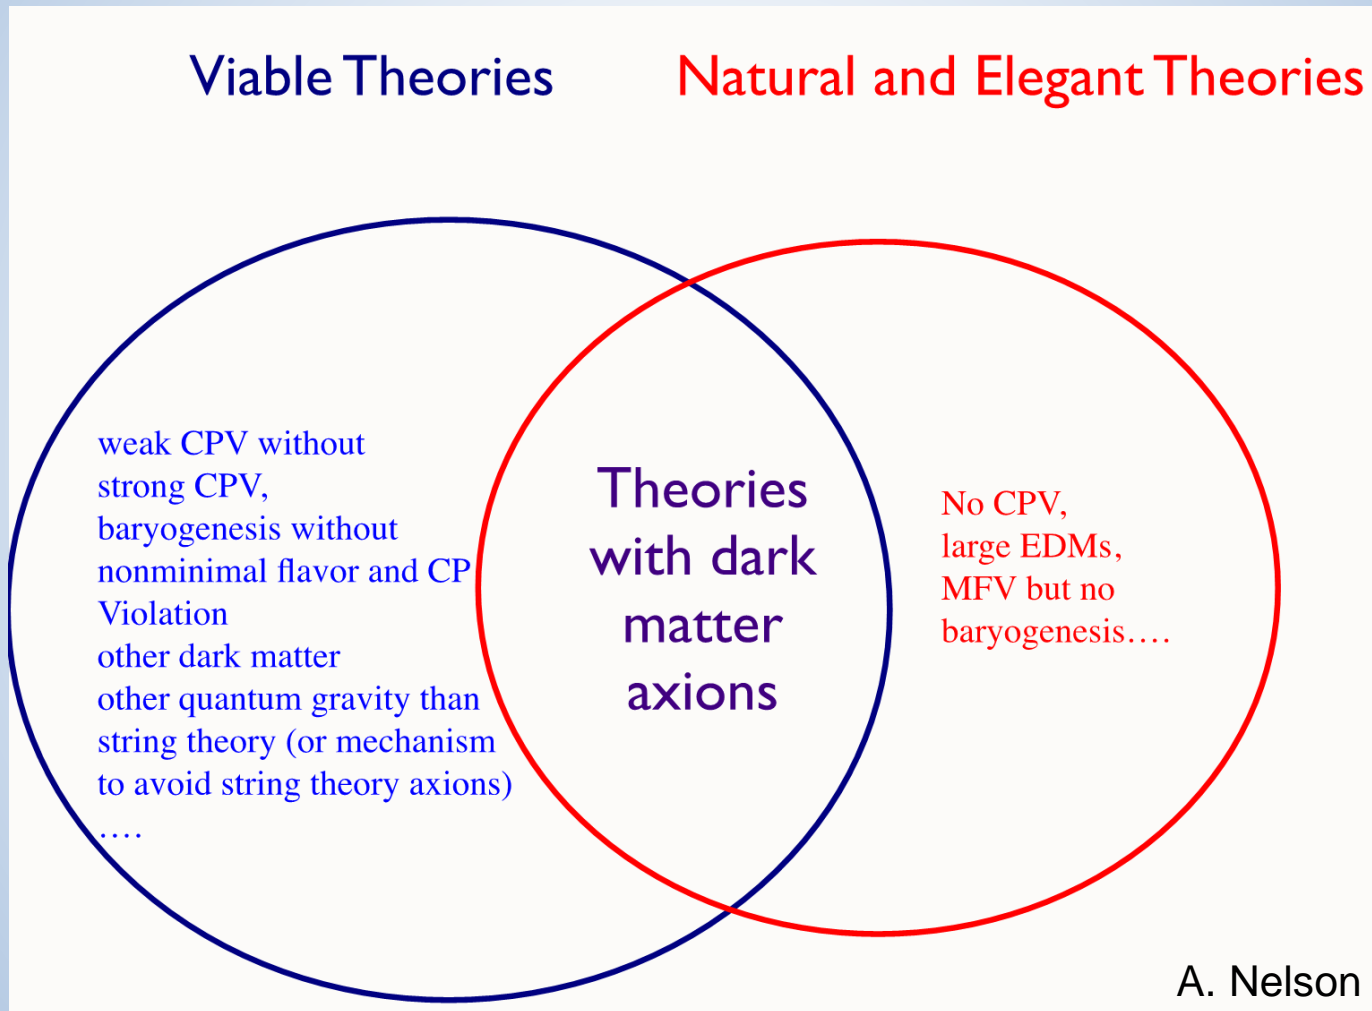 Viable Theories
Natural and Elegant Theories
weak CPV without
strong CPV,
baryogenesis without
nonminimal flavor and CP
Violation
other dark matter
other quantum gravity than
string theory (or mechanism
to avoid string theory axions)
....
Theories
with dark
matter
axions
No CPV,
large EDMs,
MFV but no
baryogenesis....
A. Nelson